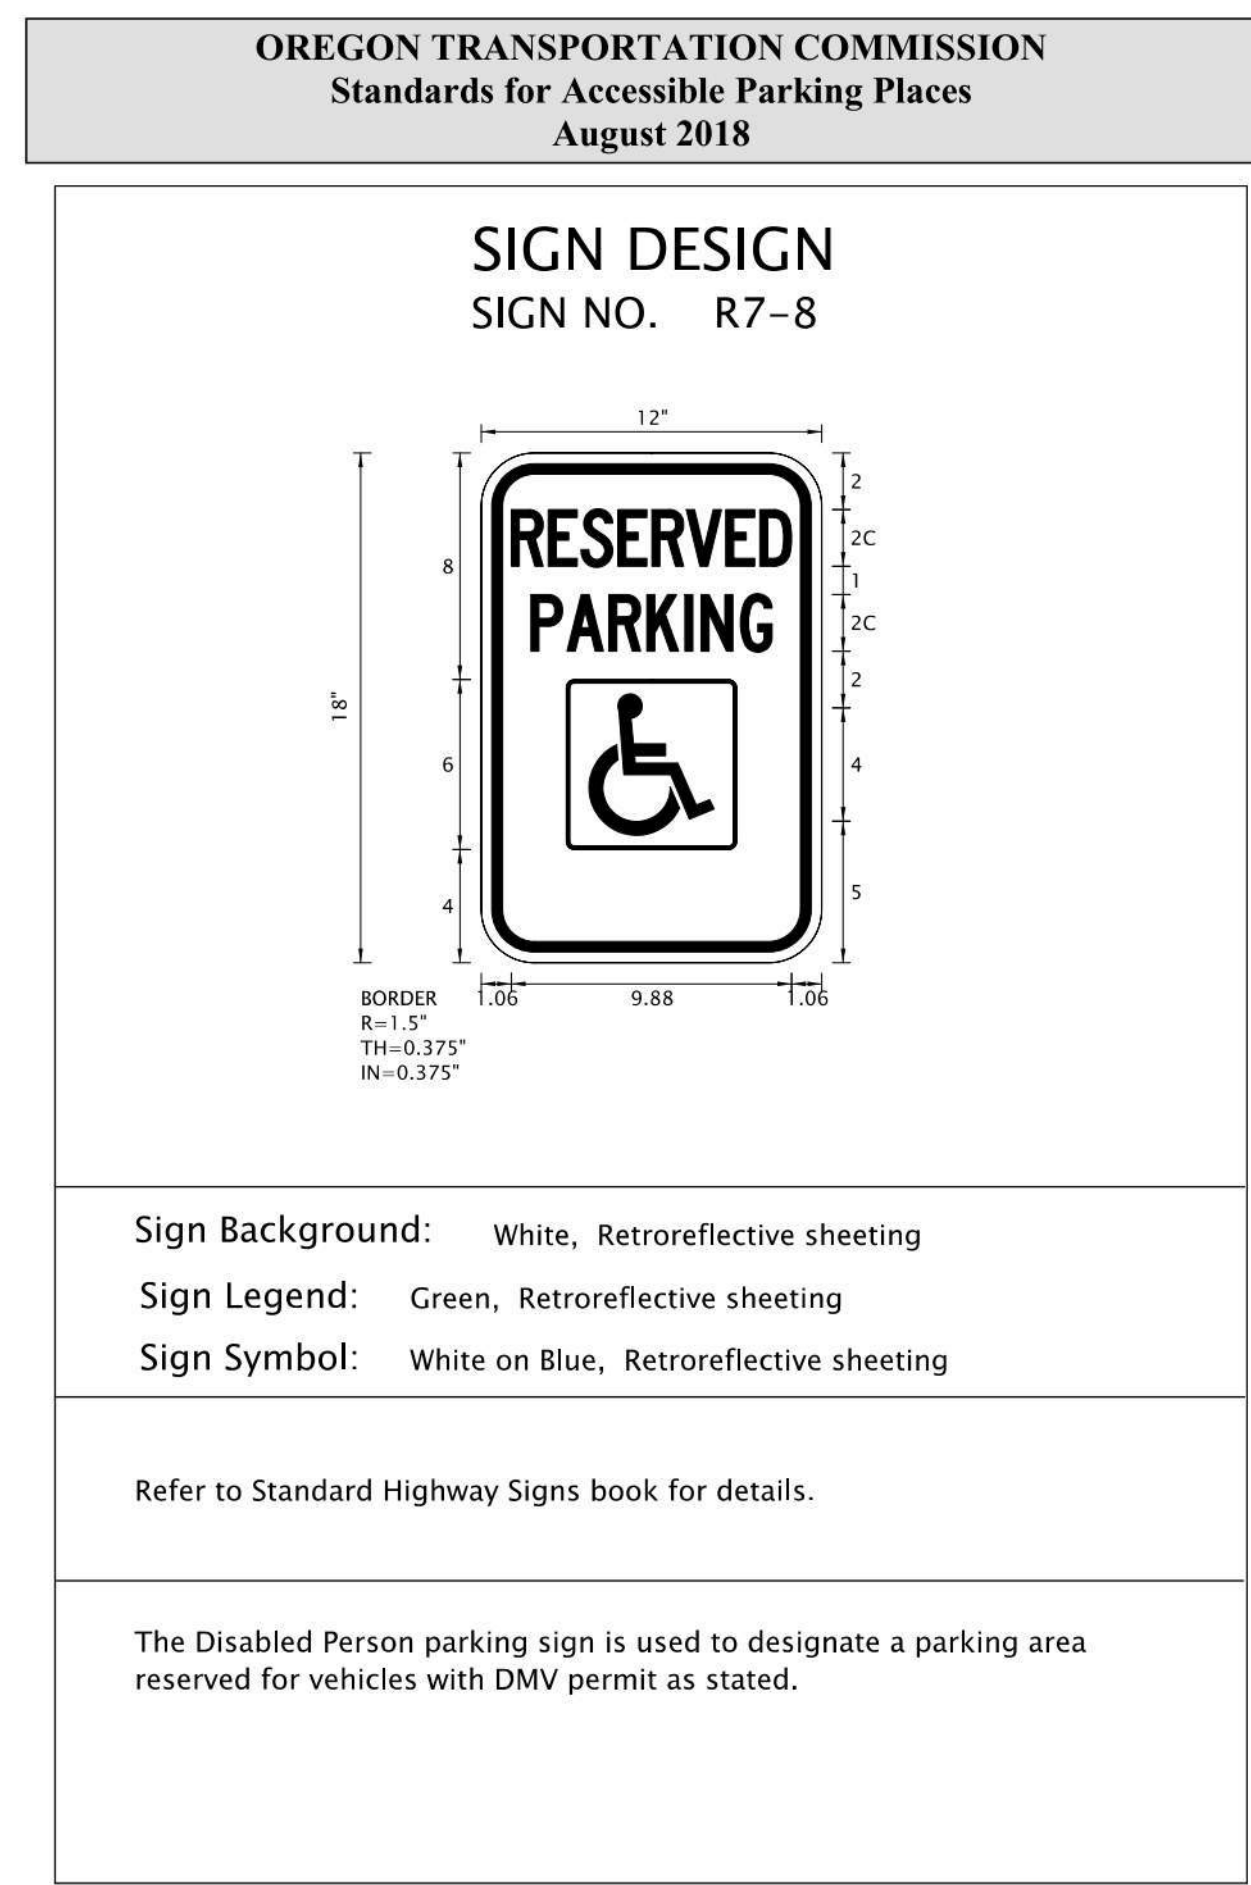 OREGON TRANSPORTATION COMMISSION
Standards for Accessible Parking Places
August 2018
SIGN DESIGN
SIGN NO. R7-8
12"
2
RESERVED
2C
8
1
PARKING
2C
2
18"
6
4
4
5
1.06
9.88
1.06
BORDER
R=1.5"
TH=0.375"
IN=0.375"
Sign Background: White, Retroreflective sheeting
Sign Legend: Green, Retroreflective sheeting
Sign Symbol: White on Blue, Retroreflective sheeting
Refer to Standard Highway Signs book for details.
The Disabled Person parking sign is used to designate a parking area
reserved for vehicles with DMV permit as stated.